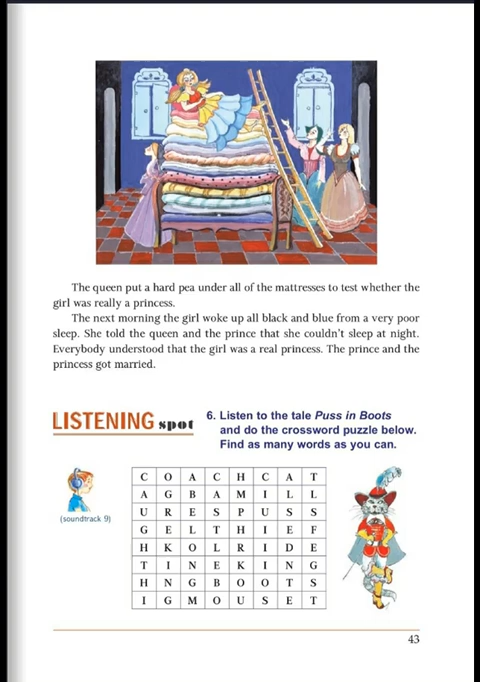 The queen put a hard pea under all of the mattresses to test whether the
girl was really a princess.
The next morning the girl woke up all black and blue from a very poor
sleep. She told the queen and the prince that she couldn't sleep at night.
Everybody understood that the girl was a real princess. The prince and the
princess got married.
LISTENING spot
6. Listen to the tale Puss in Boots
and do the crossword puzzle below.
Find as many words as you can.
(soundtrack 9)
C O A C H C A T
A G B A M I L L
U R E S P U S S
G E L T H I E F
H K O L R I D E
T I N E K I N G
H N G B O O T S
I G M O U S E T
43